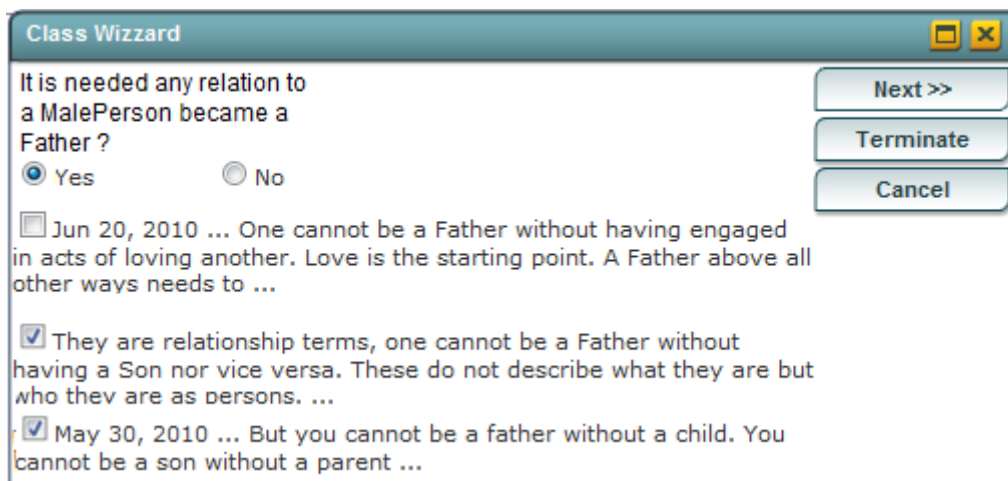 Class Wizzard
It is needed any relation to
a MalePerson became a
Father ?
Yes No
Next >>
Terminate
Cancel
Jun 20, 2010 ... One cannot be a Father without having engaged
in acts of loving another. Love is the starting point. A Father above all
other ways needs to ...
They are relationship terms, one cannot be a Father without
having a Son nor vice versa. These do not describe what they are but
who they are as persons. ...
May 30, 2010 ... But you cannot be a father without a child. You
cannot be a son without a parent ...